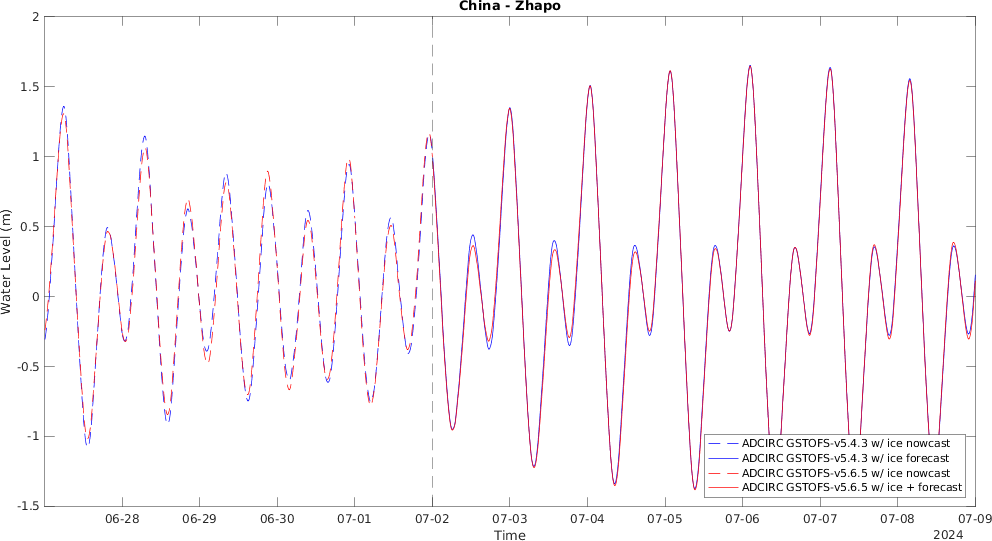 China - Zhapo
2
1.5
1
0.5
0
-0.5
-1
-1.5
Water Level (m)
ADCIRC GSTOFS-v5.4.3 w/ ice nowcast
ADCIRC GSTOFS-v5.4.3 w/ ice forecast
ADCIRC GSTOFS-v5.6.5 w/ ice nowcast
ADCIRC GSTOFS-v5.6.5 w/ ice + forecast
06-28 06-29 06-30 07-01 07-02 07-03 07-04 07-05 07-06 07-07 07-08 07-09
Time
2024